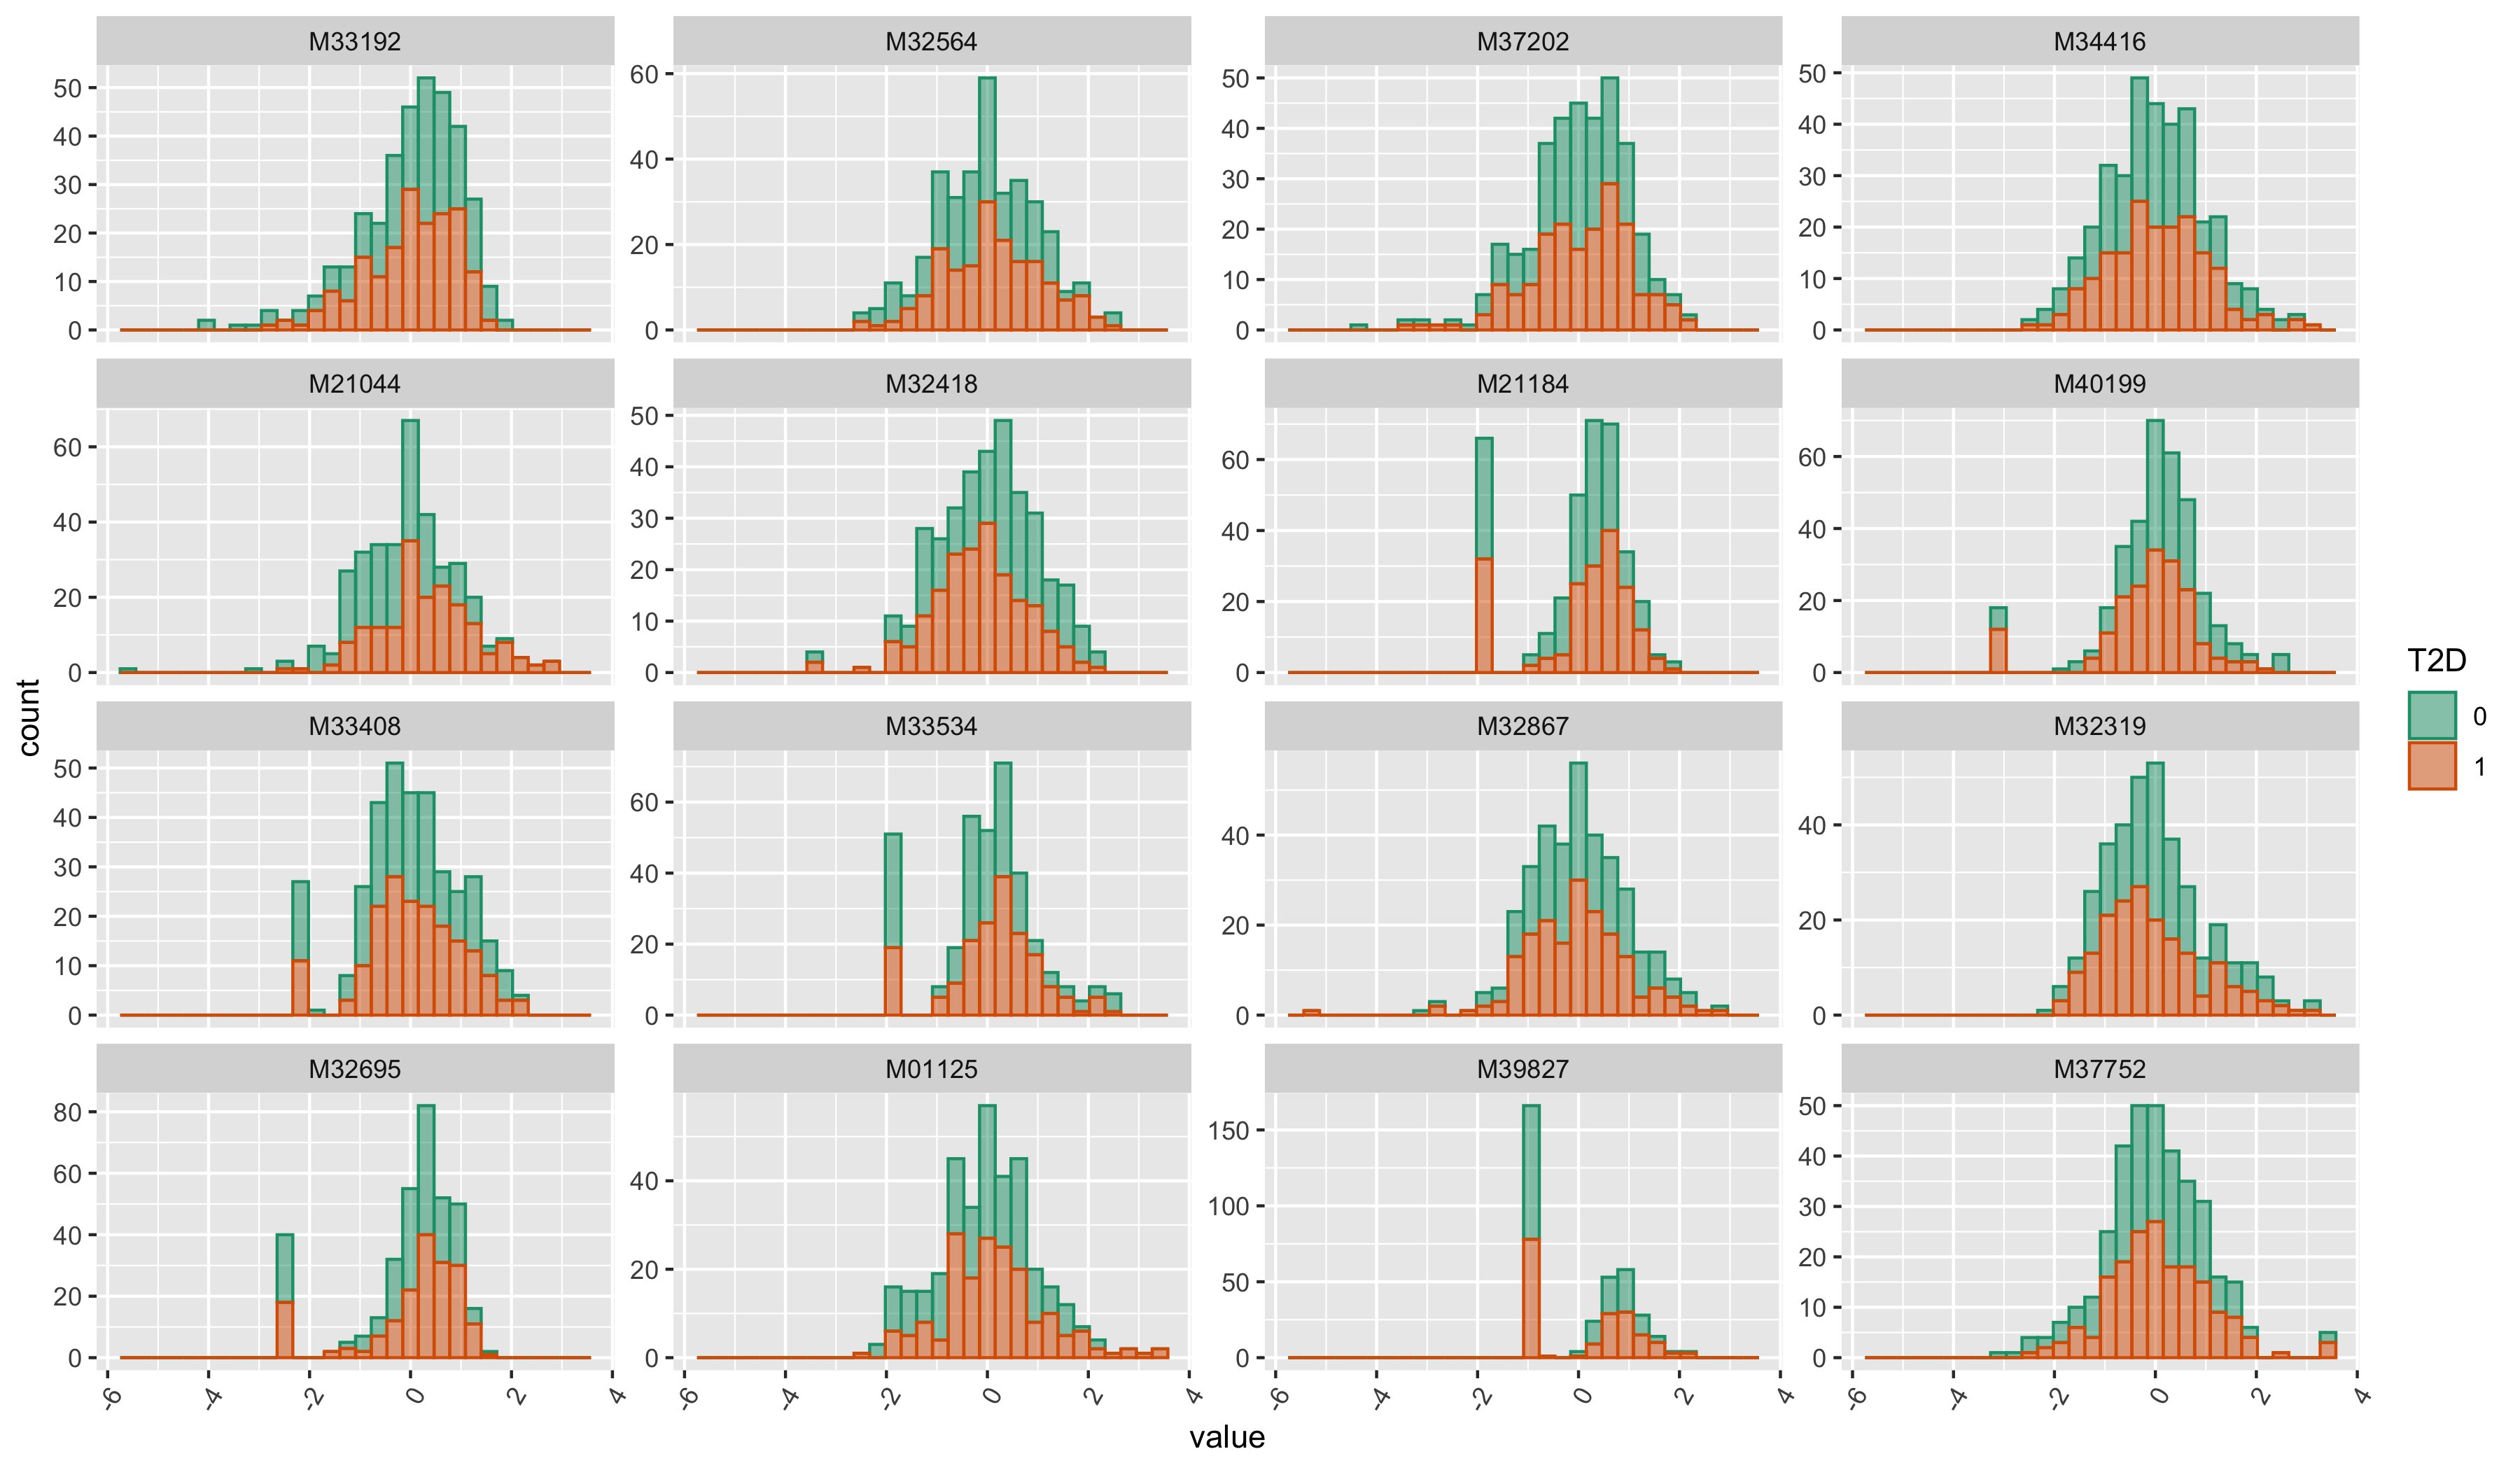 M33192 M32564 M37202 M34416
50 40 30 20 10 0
60 40 20 0
50 40 30 20 10 0
50 40 30 20 10 0
M21044 M32418 M21184 M40199
60 40 20 0
50 40 30 20 10 0
60 40 20 0
60 40 20 0
M33408 M33534 M32867 M32319
50 40 30 20 10 0
60 40 20 0
40 20 0
40 20 0
M32695 M01125 M39827 M37752
80 60 40 20 0
40 20 0
150 100 50 0
50 40 30 20 10 0
-6 -4 -2 0 2 4
-6 -4 -2 0 2 4
-6 -4 -2 0 2 4
-6 -4 -2 0 2 4
count
value
T2D
0
1